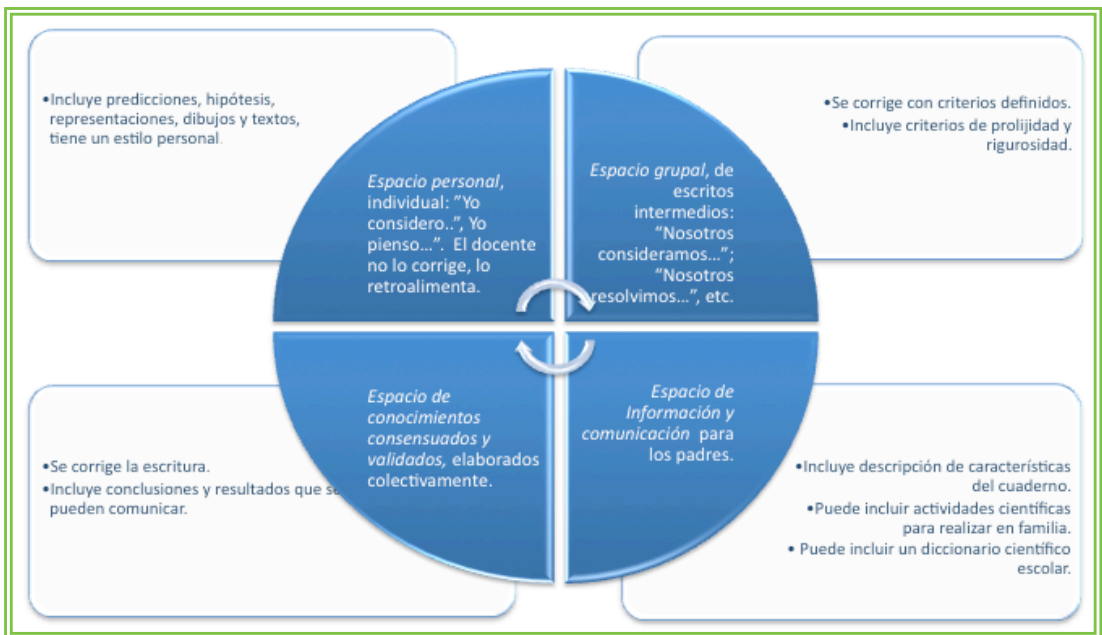 •Incluye predicciones, hipótesis,
representaciones, dibujos y textos,
tiene un estilo personal.
Espacio personal,
individual: ”Yo
considero..”, Yo
pienso...”. El docente
no lo corrige, lo
retroalimenta.
Espacio grupal, de
escritos
intermedios:
“Nosotros
consideramos...”;
“Nosotros
resolvimos...”, etc.
•Se corrige con criterios definidos.
•Incluye criterios de prolijidad y
rigurosidad.
•Se corrige la escritura.
•Incluye conclusiones y resultados que se
pueden comunicar.
Espacio de
conocimientos
consensuados y
validados, elaborados
colectivamente.
Espacio de
Información y
comunicación para
los padres.
•Incluye descripción de características
del cuaderno.
•Puede incluir actividades científicas
para realizar en familia.
• Puede incluir un diccionario científico
escolar.